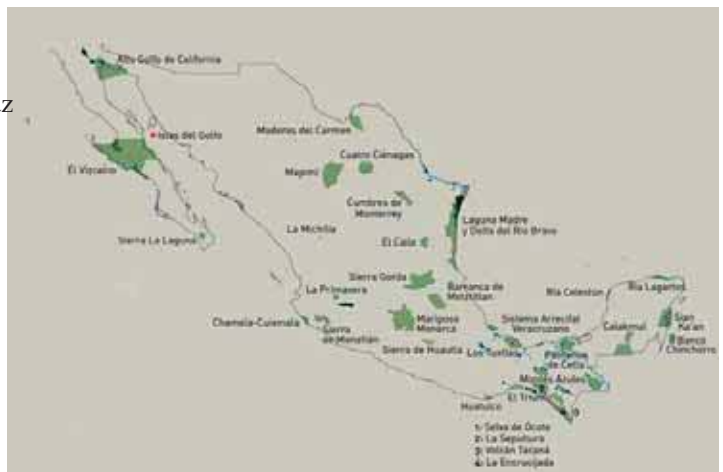 Alto Golfo de California
Islas del Golfo
Maderas del Carmen
Cuatro Ciénagas
Mapimí
El Vizcaíno
Cumbres de
Monterrey
Laguna Madre
y Delta del Río Bravo
La Michilía
Sierra La Laguna
El Cielo
Sierra Gorda
La Primavera
Barranca de
Metztitlán
Ría Celestún
Ría Lagartos
Chamela-Cuixmala
Sierra
de Manatlán
Mariposa
Monarca
Sistema Arrecifal
Veracruzano
Calakmul
Sian
Ka'an
Banco
Chinchorro
Sierra de Huautla
Los Tuxtlas
Pantanos
de Centla
Montes Azules
El Triunfo
Huatulco
1: Selva de Ocote
2: La Sepultura
3: Volcán Tacaná
4: La Encrucijada